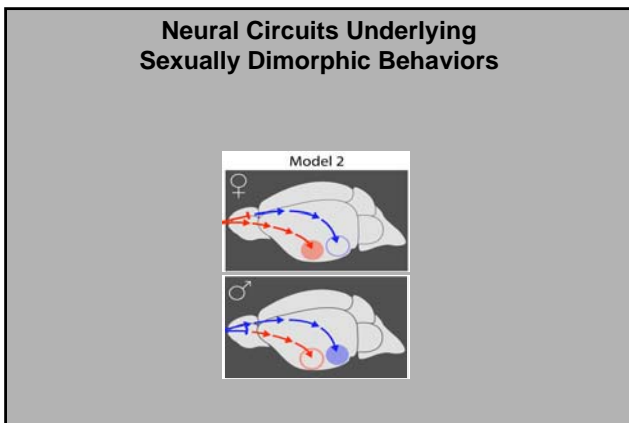 Neural Circuits Underlying
Sexually Dimorphic Behaviors
Model 2
♀
♂